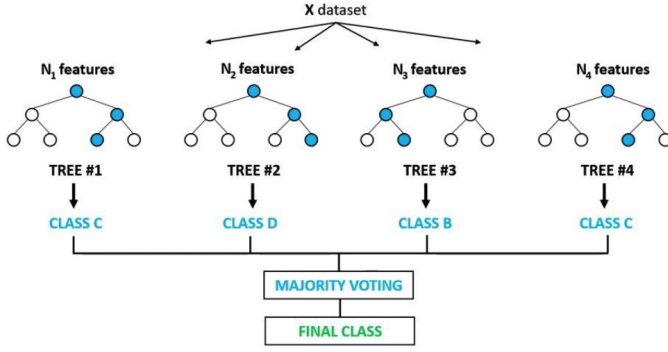 X dataset
N₁ features N₂ features N₃ features N₄ features
TREE #1 TREE #2 TREE #3 TREE #4
CLASS C CLASS D CLASS B CLASS C
MAJORITY VOTING
FINAL CLASS